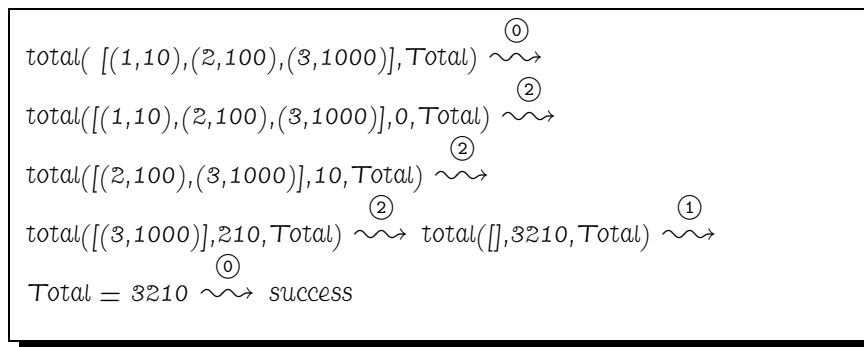 total( [(1,10),(2,100),(3,1000)],Total) ⓪
total([(1,10),(2,100),(3,1000)],0,Total) ②
total([(2,100),(3,1000)],10,Total) ②
total([(3,1000)],210,Total) ② total([],3210,Total) ①
Total = 3210 ⓪ success